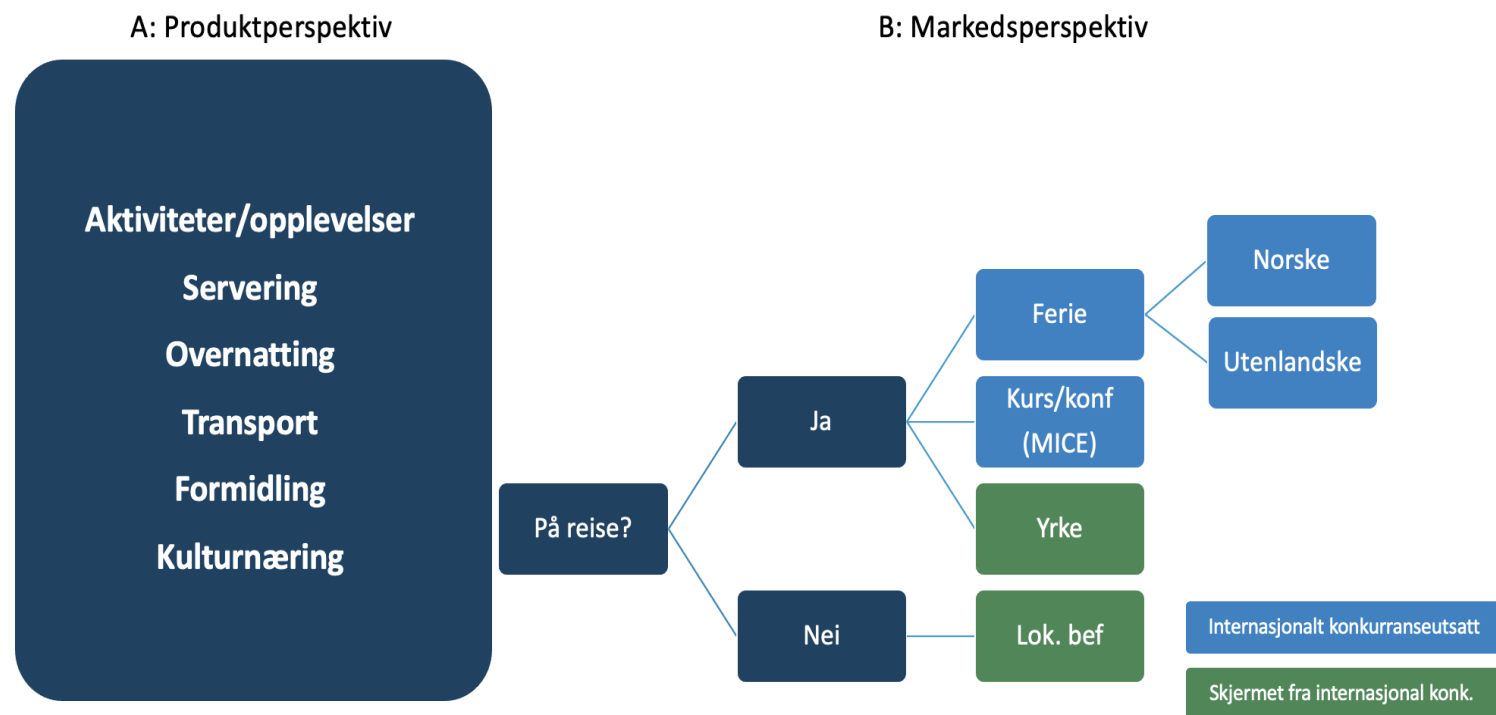 A: Produktperspektiv
B: Markedsperspektiv
Aktiviteter/opplevelser
Servering
Overnatting
Transport
Formidling
Kulturnæring
På reise?
Ja
Nei
Ferie
Kurs/konf
(MICE)
Yrke
Lok. bef
Norske
Utenlandske
Internasjonalt konkurranseutsatt
Skjermet fra internasjonal konk.